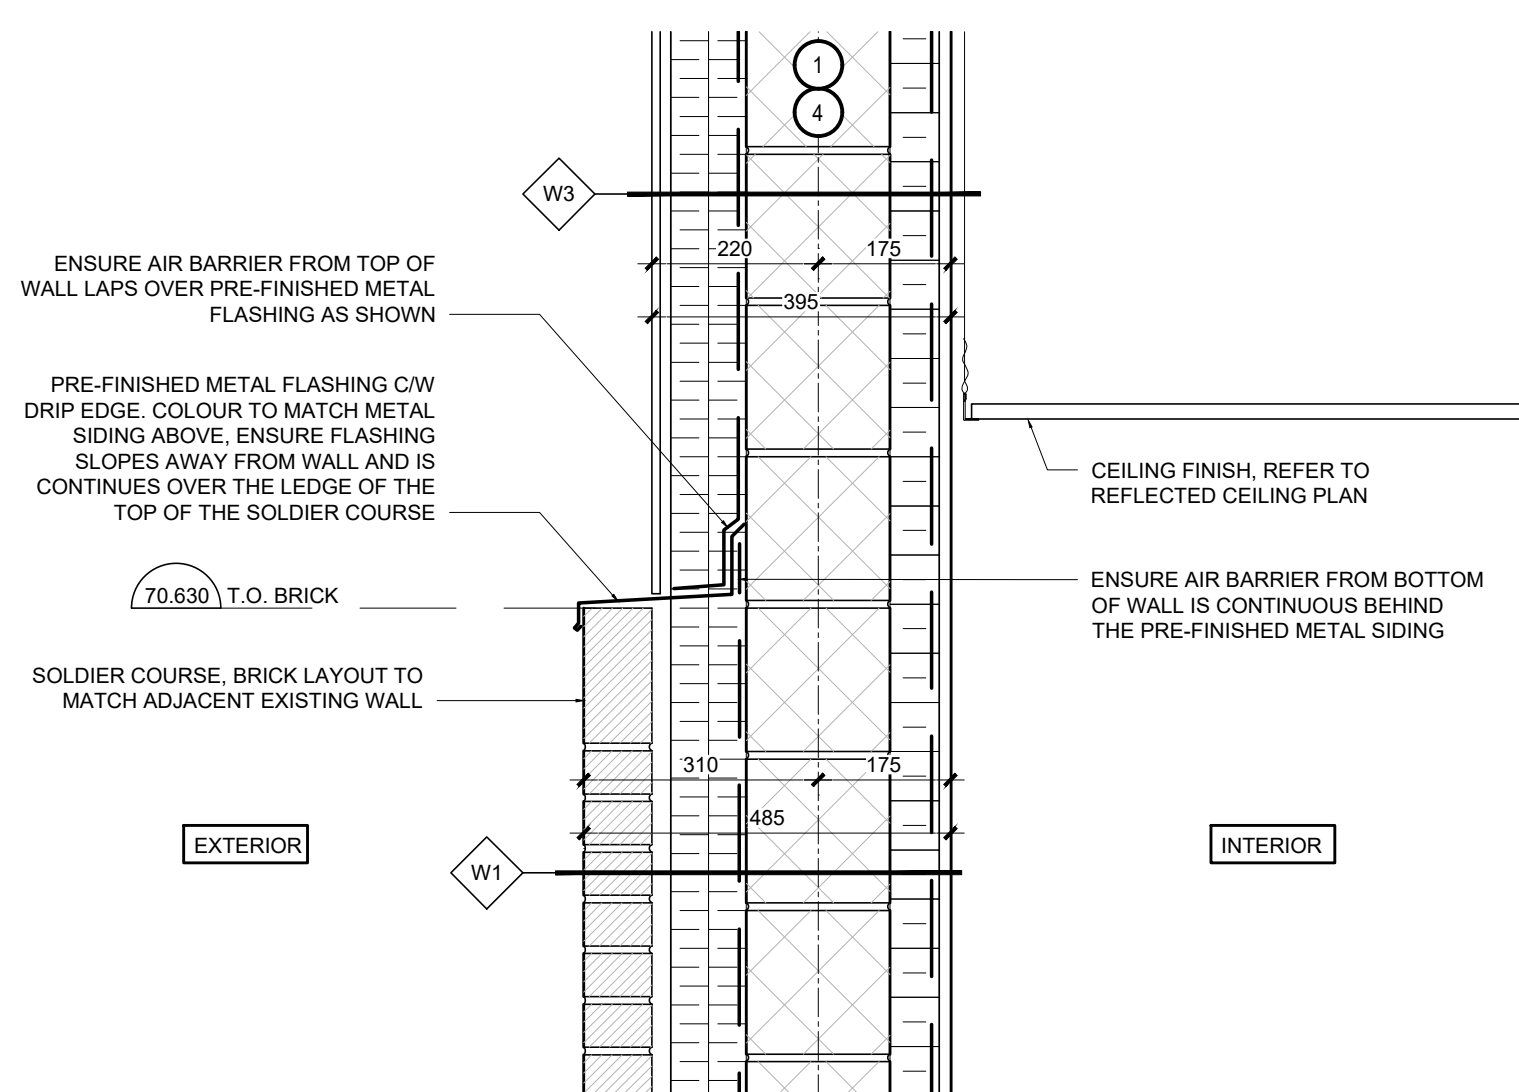 1
4
W3
220
175
395
ENSURE AIR BARRIER FROM TOP OF
WALL LAPS OVER PRE-FINISHED METAL
FLASHING AS SHOWN
PRE-FINISHED METAL FLASHING C/W
DRIP EDGE. COLOUR TO MATCH METAL
SIDING ABOVE, ENSURE FLASHING
SLOPES AWAY FROM WALL AND IS
CONTINUES OVER THE LEDGE OF THE
TOP OF THE SOLDIER COURSE
CEILING FINISH, REFER TO
REFLECTED CEILING PLAN
70.630 T.O. BRICK
ENSURE AIR BARRIER FROM BOTTOM
OF WALL IS CONTINUOUS BEHIND
THE PRE-FINISHED METAL SIDING
SOLDIER COURSE, BRICK LAYOUT TO
MATCH ADJACENT EXISTING WALL
310
175
485
EXTERIOR
INTERIOR
W1